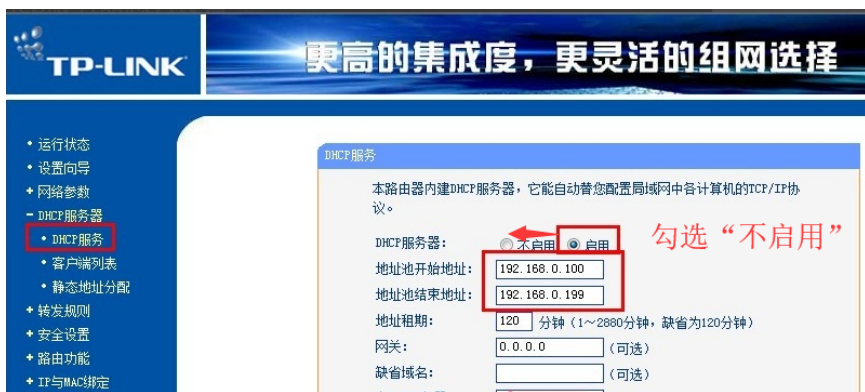 TP-LINK
更高的集成度，更灵活的组网选择
• 运行状态
• 设置向导
+ 网络参数
- DHCP服务器
• DHCP服务
• 客户端列表
• 静态地址分配
+ 转发规则
+ 安全设置
+ 路由功能
+ IP与MAC绑定
DHCP服务
本路由器内建DHCP服务器，它能自动替您配置局域网中各计算机的TCP/IP协
议。
DHCP服务器： 不启用 启用 勾选“不启用”
地址池开始地址： 192.168.0.100
地址池结束地址： 192.168.0.199
地址租期： 120 分钟（1～2880分钟，缺省为120分钟）
网关： 0.0.0.0 （可选）
缺省域名： （可选）